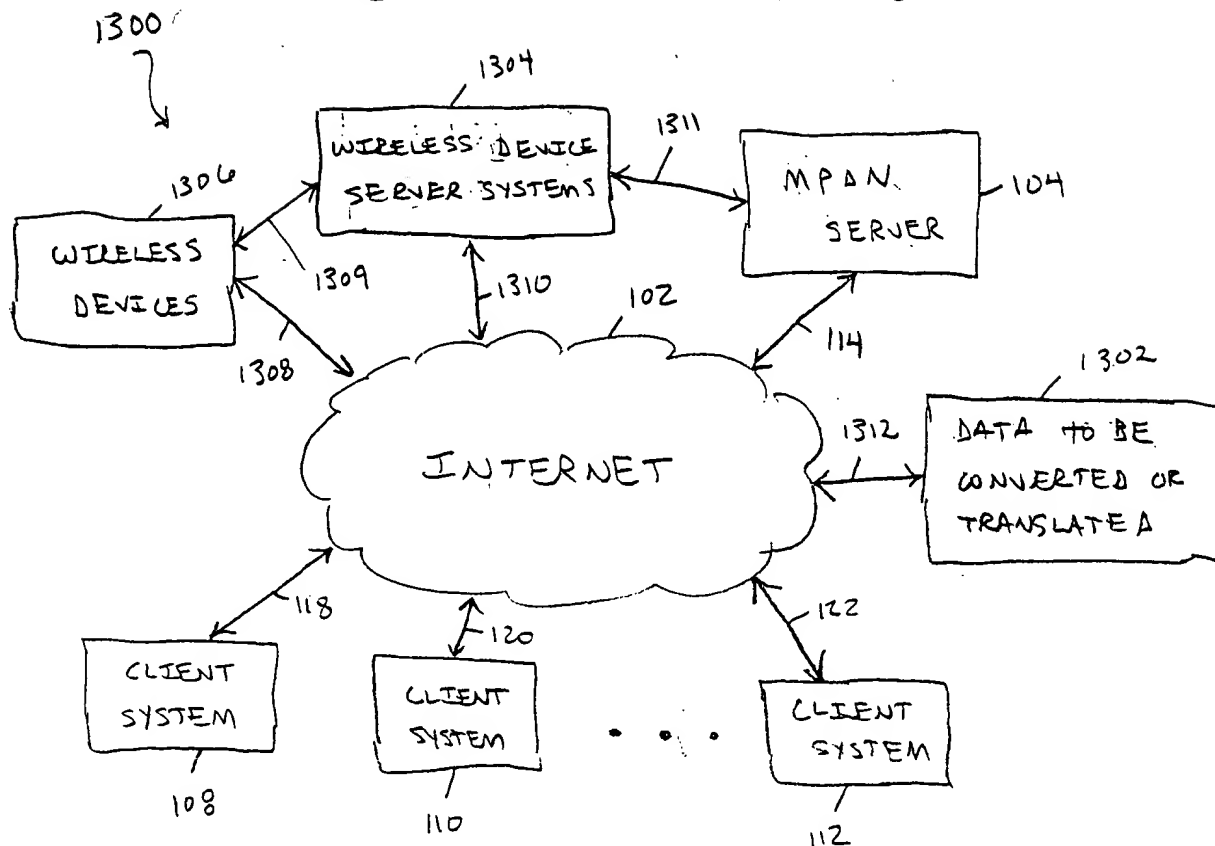 1300
1304
WIRELESS DEVICE
SERVER SYSTEMS
1311
MPAN
SERVER
104
1306
WIRELESS
DEVICES
1309
1310
102
114
1308
1302
INTERNET
1312
DATA TO BE
CONVERTED OR
TRANSLATED
118
120
122
CLIENT
SYSTEM
CLIENT
SYSTEM
CLIENT
SYSTEM
108
110
112